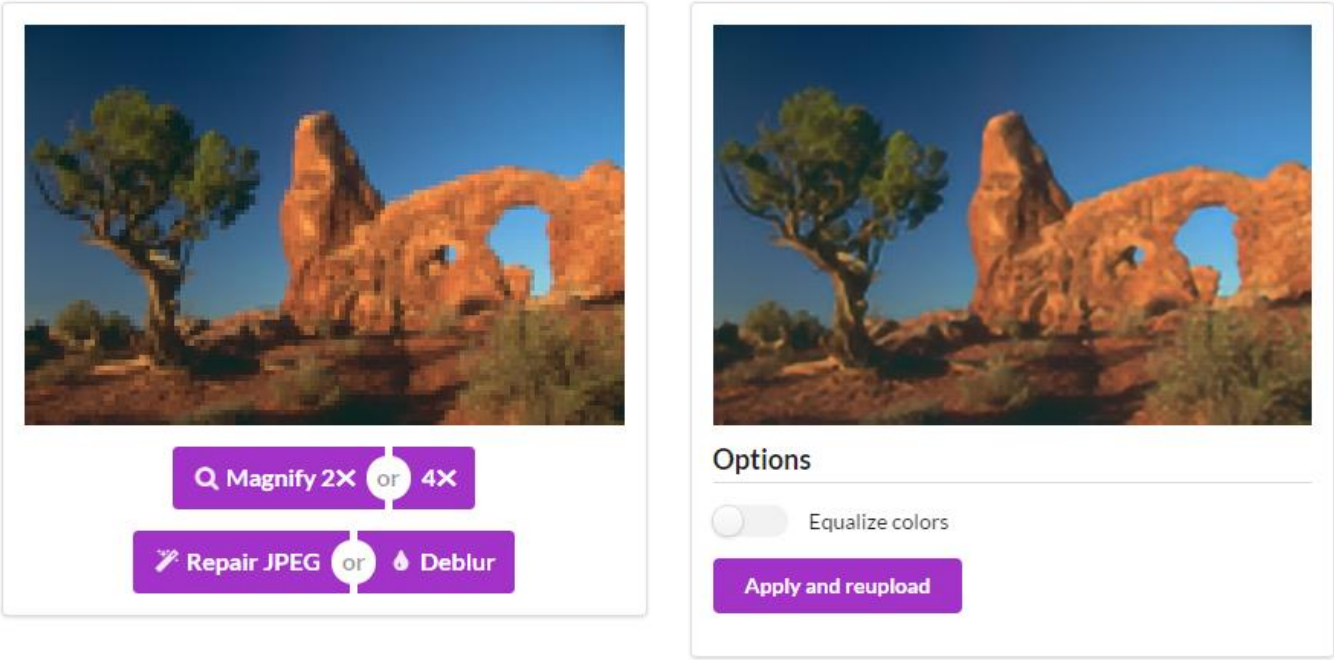 Magnify 2× or 4×
Repair JPEG or Deblur
Options
Equalize colors
Apply and reupload